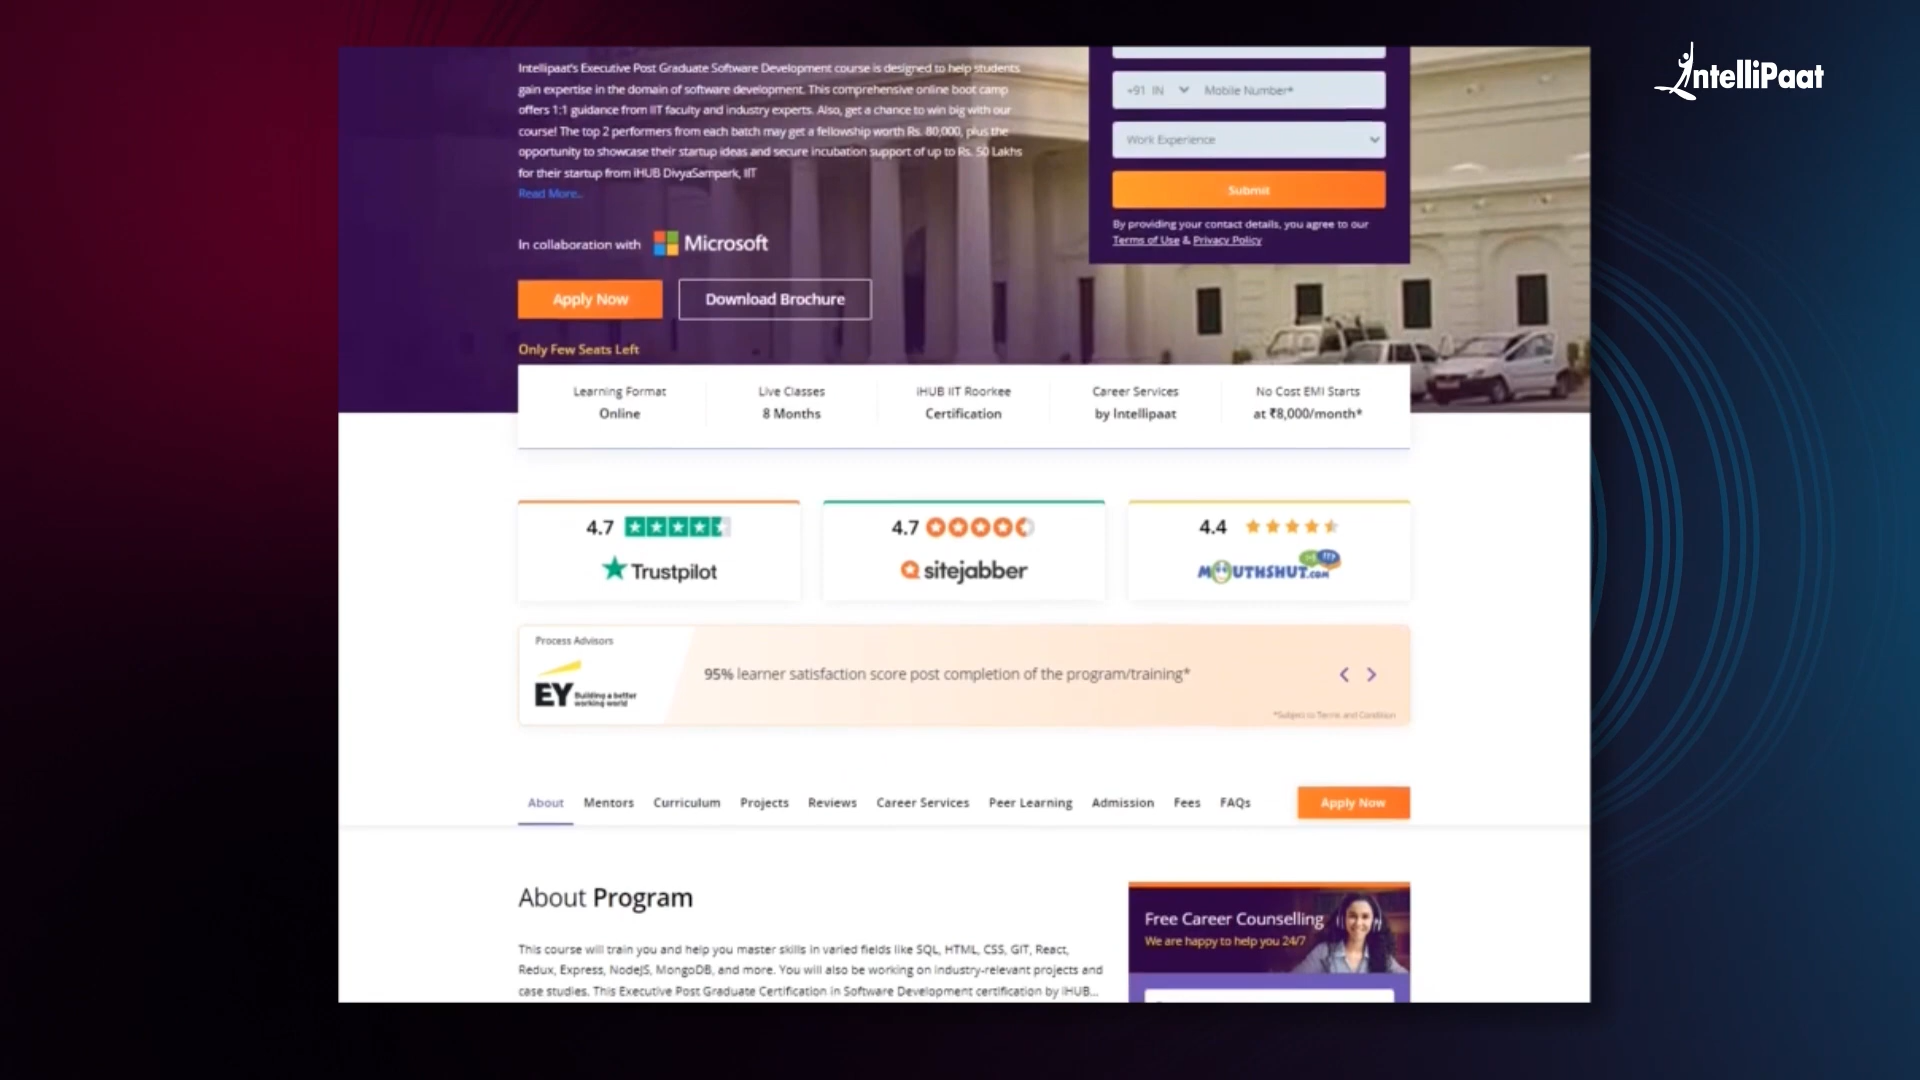 IntelliPaat
Intellipaat's Executive Post Graduate Software Development course is designed to help students
gain expertise in the domain of software development. This comprehensive online boot camp
offers 1:1 guidance from IIT faculty and industry experts. Also, get a chance to win big with our
course! The top 2 performers from each batch may get a fellowship worth Rs. 80,000, plus the
opportunity to showcase their startup ideas and secure incubation support of up to Rs. 50 Lakhs
for their startup from iHUB DivyaSampark, IIT
Read More..
In collaboration with Microsoft
Apply Now
Download Brochure
Only Few Seats Left
+91 IN Mobile Number*
Work Experience
Submit
By providing your contact details, you agree to our
Terms of Use & Privacy Policy
Learning Format
Online
Live Classes
8 Months
iHUB IIT Roorkee
Certification
Career Services
by Intellipaat
No Cost EMI Starts
at ₹8,000/month*
4.7
Trustpilot
4.7
sitejabber
4.4
MOUTHSHUT.COM
Process Advisors
EY Building a better
working world
95% learner satisfaction score post completion of the program/training*
*Subject to Terms and Condition
About Mentors Curriculum Projects Reviews Career Services Peer Learning Admission Fees FAQs Apply Now
About Program
This course will train you and help you master skills in varied fields like SQL, HTML, CSS, GIT, React,
Redux, Express, NodeJS, MongoDB, and more. You will also be working on industry-relevant projects and
case studies. This Executive Post Graduate Certification in Software Development certification by iHUB...
Free Career Counselling
We are happy to help you 24/7